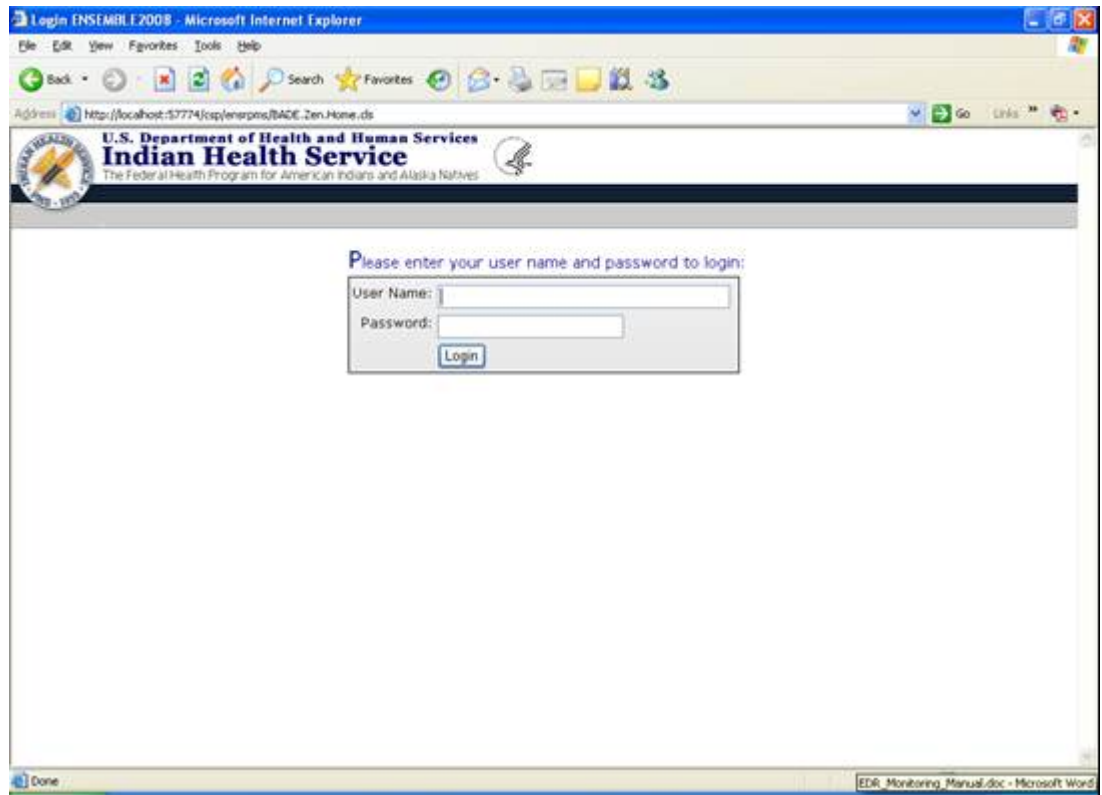 Login ENSEMBLE2008 - Microsoft Internet Explorer
File Edit View Favorites Tools Help
Back Search Favorites
Address http://localhost:57774/csp/ensrpms/BADE.Zen.Home.cls Go Links »
U.S. Department of Health and Human Services
Indian Health Service
The Federal Health Program for American Indians and Alaska Natives
Please enter your user name and password to login:
User Name:
Password:
Login
Done
EDR_Monitoring_Manual.doc - Microsoft Word